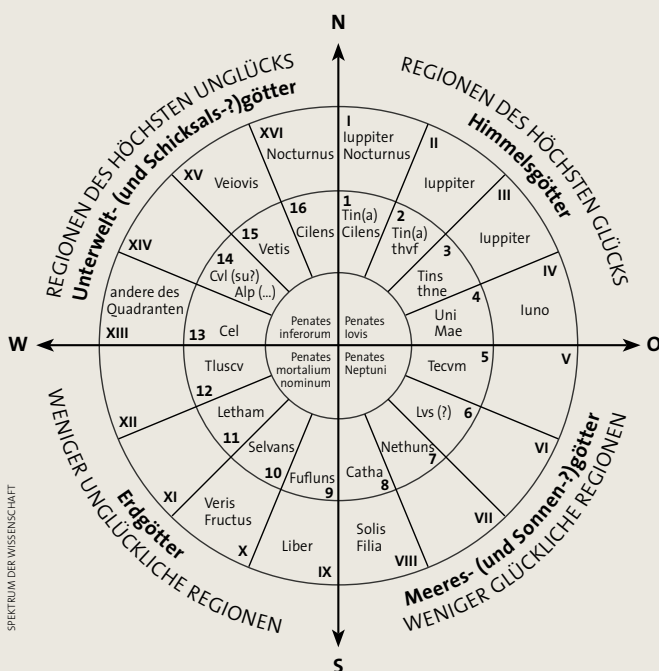 N
REGIONEN DES HÖCHSTEN UNGLÜCKS
Unterwelt- (und Schicksals-?)götter
REGIONEN DES HÖCHSTEN GLÜCKS
Himmelsgötter
I
Iuppiter
Nocturnus
II
Iuppiter
III
Iuppiter
IV
Iuno
V
VI
VII
VIII
Solis
Filia
IX
Liber
X
Veris
Fructus
XI
XII
XIII
andere des
Quadranten
XIV
XV
Veiovis
XVI
Nocturnus
1
Tin(a)
Cilens
2
Tin(a)
thvf
3
Tins
thne
4
Uni
Mae
5
Tecvm
6
Lvs (?)
7
Nethuns
8
Catha
9
Fufluns
10
Selvans
11
Letham
12
Tluscv
13
Cel
14
Cvl (su?)
Alp (...)
15
Vetis
16
Cilens
Penates
inferorum
Penates
Iovis
Penates
mortalium
nominum
Penates
Neptuni
W
O
Erdgötter
WENIGER UNGLÜCKLICHE REGIONEN
Meeres- (und Sonnen-?)götter
WENIGER GLÜCKLICHE REGIONEN
S
SPEKTRUM DER WISSENSCHAFT